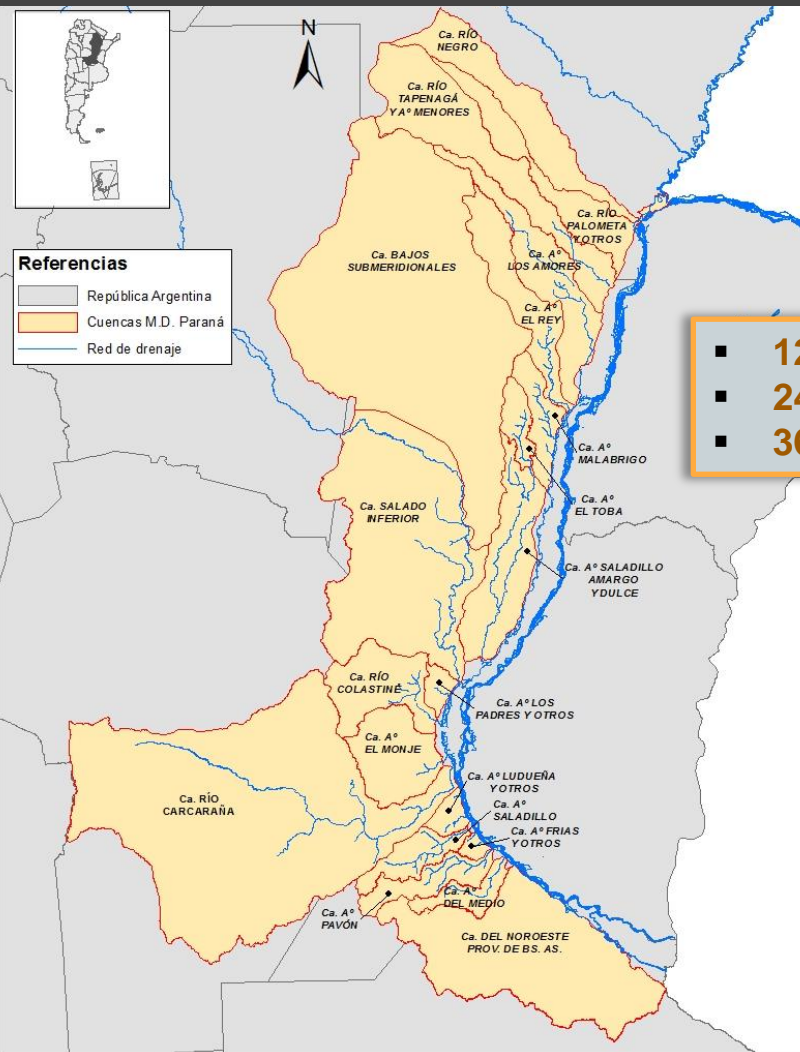 N
Ca. RÍO
NEGRO
Ca. RÍO
TAPENAGÁ
Y Aº MENORES
Ca. RÍO
PALOMETA
Y OTROS
Ca. BAJOS
SUBMERIDIONALES
Ca. Aº
LOS AMORES
Ca. Aº
EL REY
Referencias
República Argentina
Cuencas M.D. Paraná
Red de drenaje
▪ 12
▪ 24
▪ 30
Ca. Aº
MALABRIGO
Ca. Aº
EL TOBA
Ca. SALADO
INFERIOR
Ca. Aº SALADILLO
AMARGO
Y DULCE
Ca. RÍO
COLASTINÉ
Ca. Aº LOS
PADRES Y OTROS
Ca. Aº
EL MONJE
Ca. Aº LUDUEÑA
Y OTROS
Ca. RÍO
CARCARAÑA
Ca. Aº
SALADILLO
Ca. Aº FRIAS
Y OTROS
Ca. Aº
DEL MEDIO
Ca. Aº
PAVÓN
Ca. DEL NOROESTE
PROV. DE BS. AS.